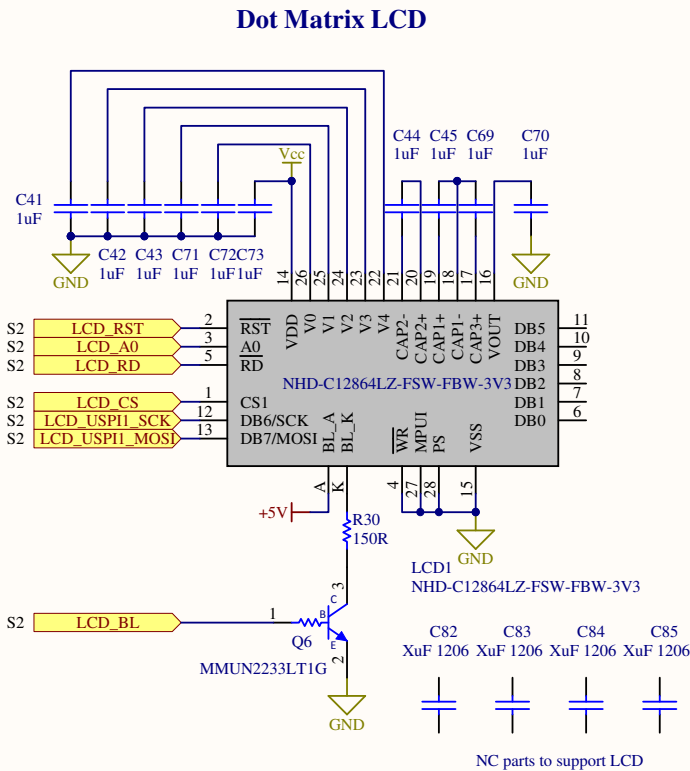 Dot Matrix LCD
C44 C45 C69 C70
1uF 1uF 1uF 1uF
Vcc
C41
1uF
C42 C43 C71 C72 C73
1uF 1uF 1uF 1uF 1uF
GND
GND
14 26 25 24 23 22 21 20 19 18 17 16
VDD V0 V1 V2 V3 V4 CAP2- CAP2+ CAP1+ CAP1- CAP3+ VOUT
S2 LCD_RST 2 RST
S2 LCD_A0 3 A0
S2 LCD_RD 5 RD
S2 LCD_CS 1 CS1
S2 LCD_USPI1_SCK 12 DB6/SCK
S2 LCD_USPI1_MOSI 13 DB7/MOSI
NHD-C12864LZ-FSW-FBW-3V3
DB5 11
DB4 10
DB3 9
DB2 8
DB1 7
DB0 6
BL_A BL_K WR MPUI PS VSS
A K 4 27 28 15
+5V
R30
150R
GND
LCD1
NHD-C12864LZ-FSW-FBW-3V3
3
C
S2 LCD_BL 1 B
E
Q6
2
MMUN2233LT1G
GND
C82 C83 C84 C85
XuF 1206 XuF 1206 XuF 1206 XuF 1206
NC parts to support LCD